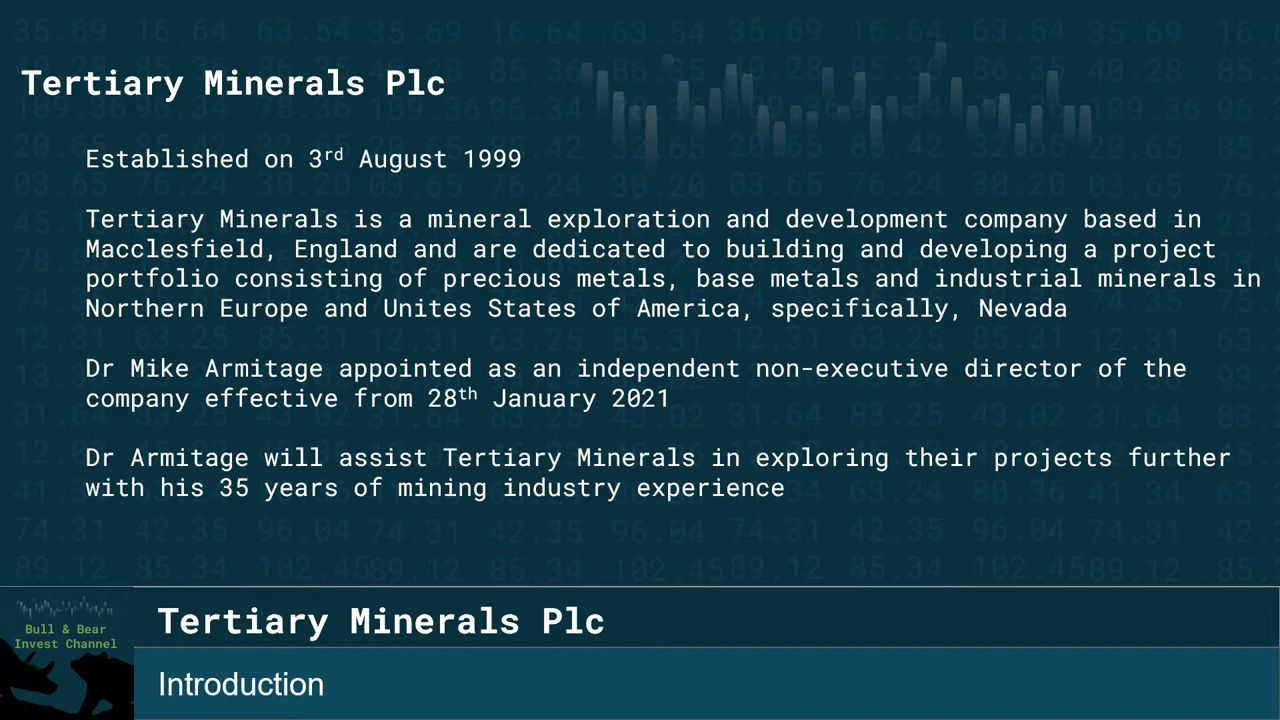 Tertiary Minerals Plc
Established on 3rd August 1999
Tertiary Minerals is a mineral exploration and development company based in
Macclesfield, England and are dedicated to building and developing a project
portfolio consisting of precious metals, base metals and industrial minerals in
Northern Europe and Unites States of America, specifically, Nevada
Dr Mike Armitage appointed as an independent non-executive director of the
company effective from 28th January 2021
Dr Armitage will assist Tertiary Minerals in exploring their projects further
with his 35 years of mining industry experience
Bull & Bear
Invest Channel
Tertiary Minerals Plc
Introduction